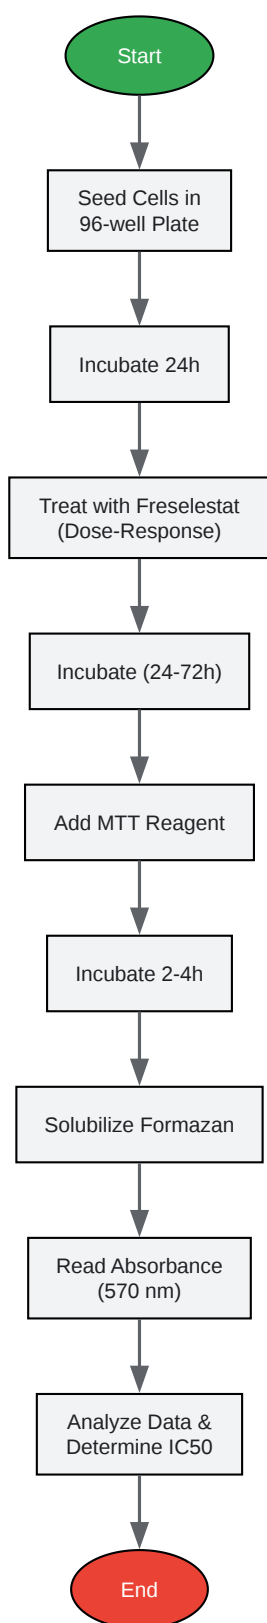 Start
Seed Cells in
96-well Plate
Incubate 24h
Treat with Freselestat
(Dose-Response)
Incubate (24-72h)
Add MTT Reagent
Incubate 2-4h
Solubilize Formazan
Read Absorbance
(570 nm)
Analyze Data &
Determine IC50
End